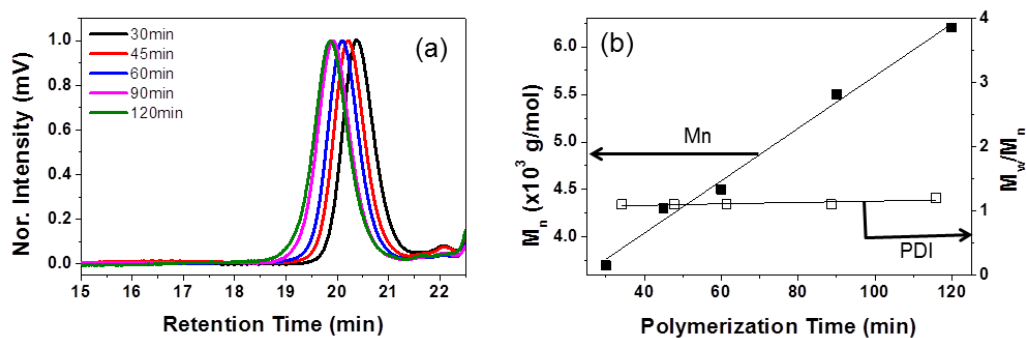 (a)
30min
45min
60min
90min
120min
Nor. Intensity (mV)
1.0
0.8
0.6
0.4
0.2
0.0
15 16 17 18 19 20 21 22
Retention Time (min)
(b)
Mn
PDI
Mn (x10³ g/mol)
6.0
5.5
5.0
4.5
4.0
Mw/Mn
4
3
2
1
0
40 60 80 100 120
Polymerization Time (min)